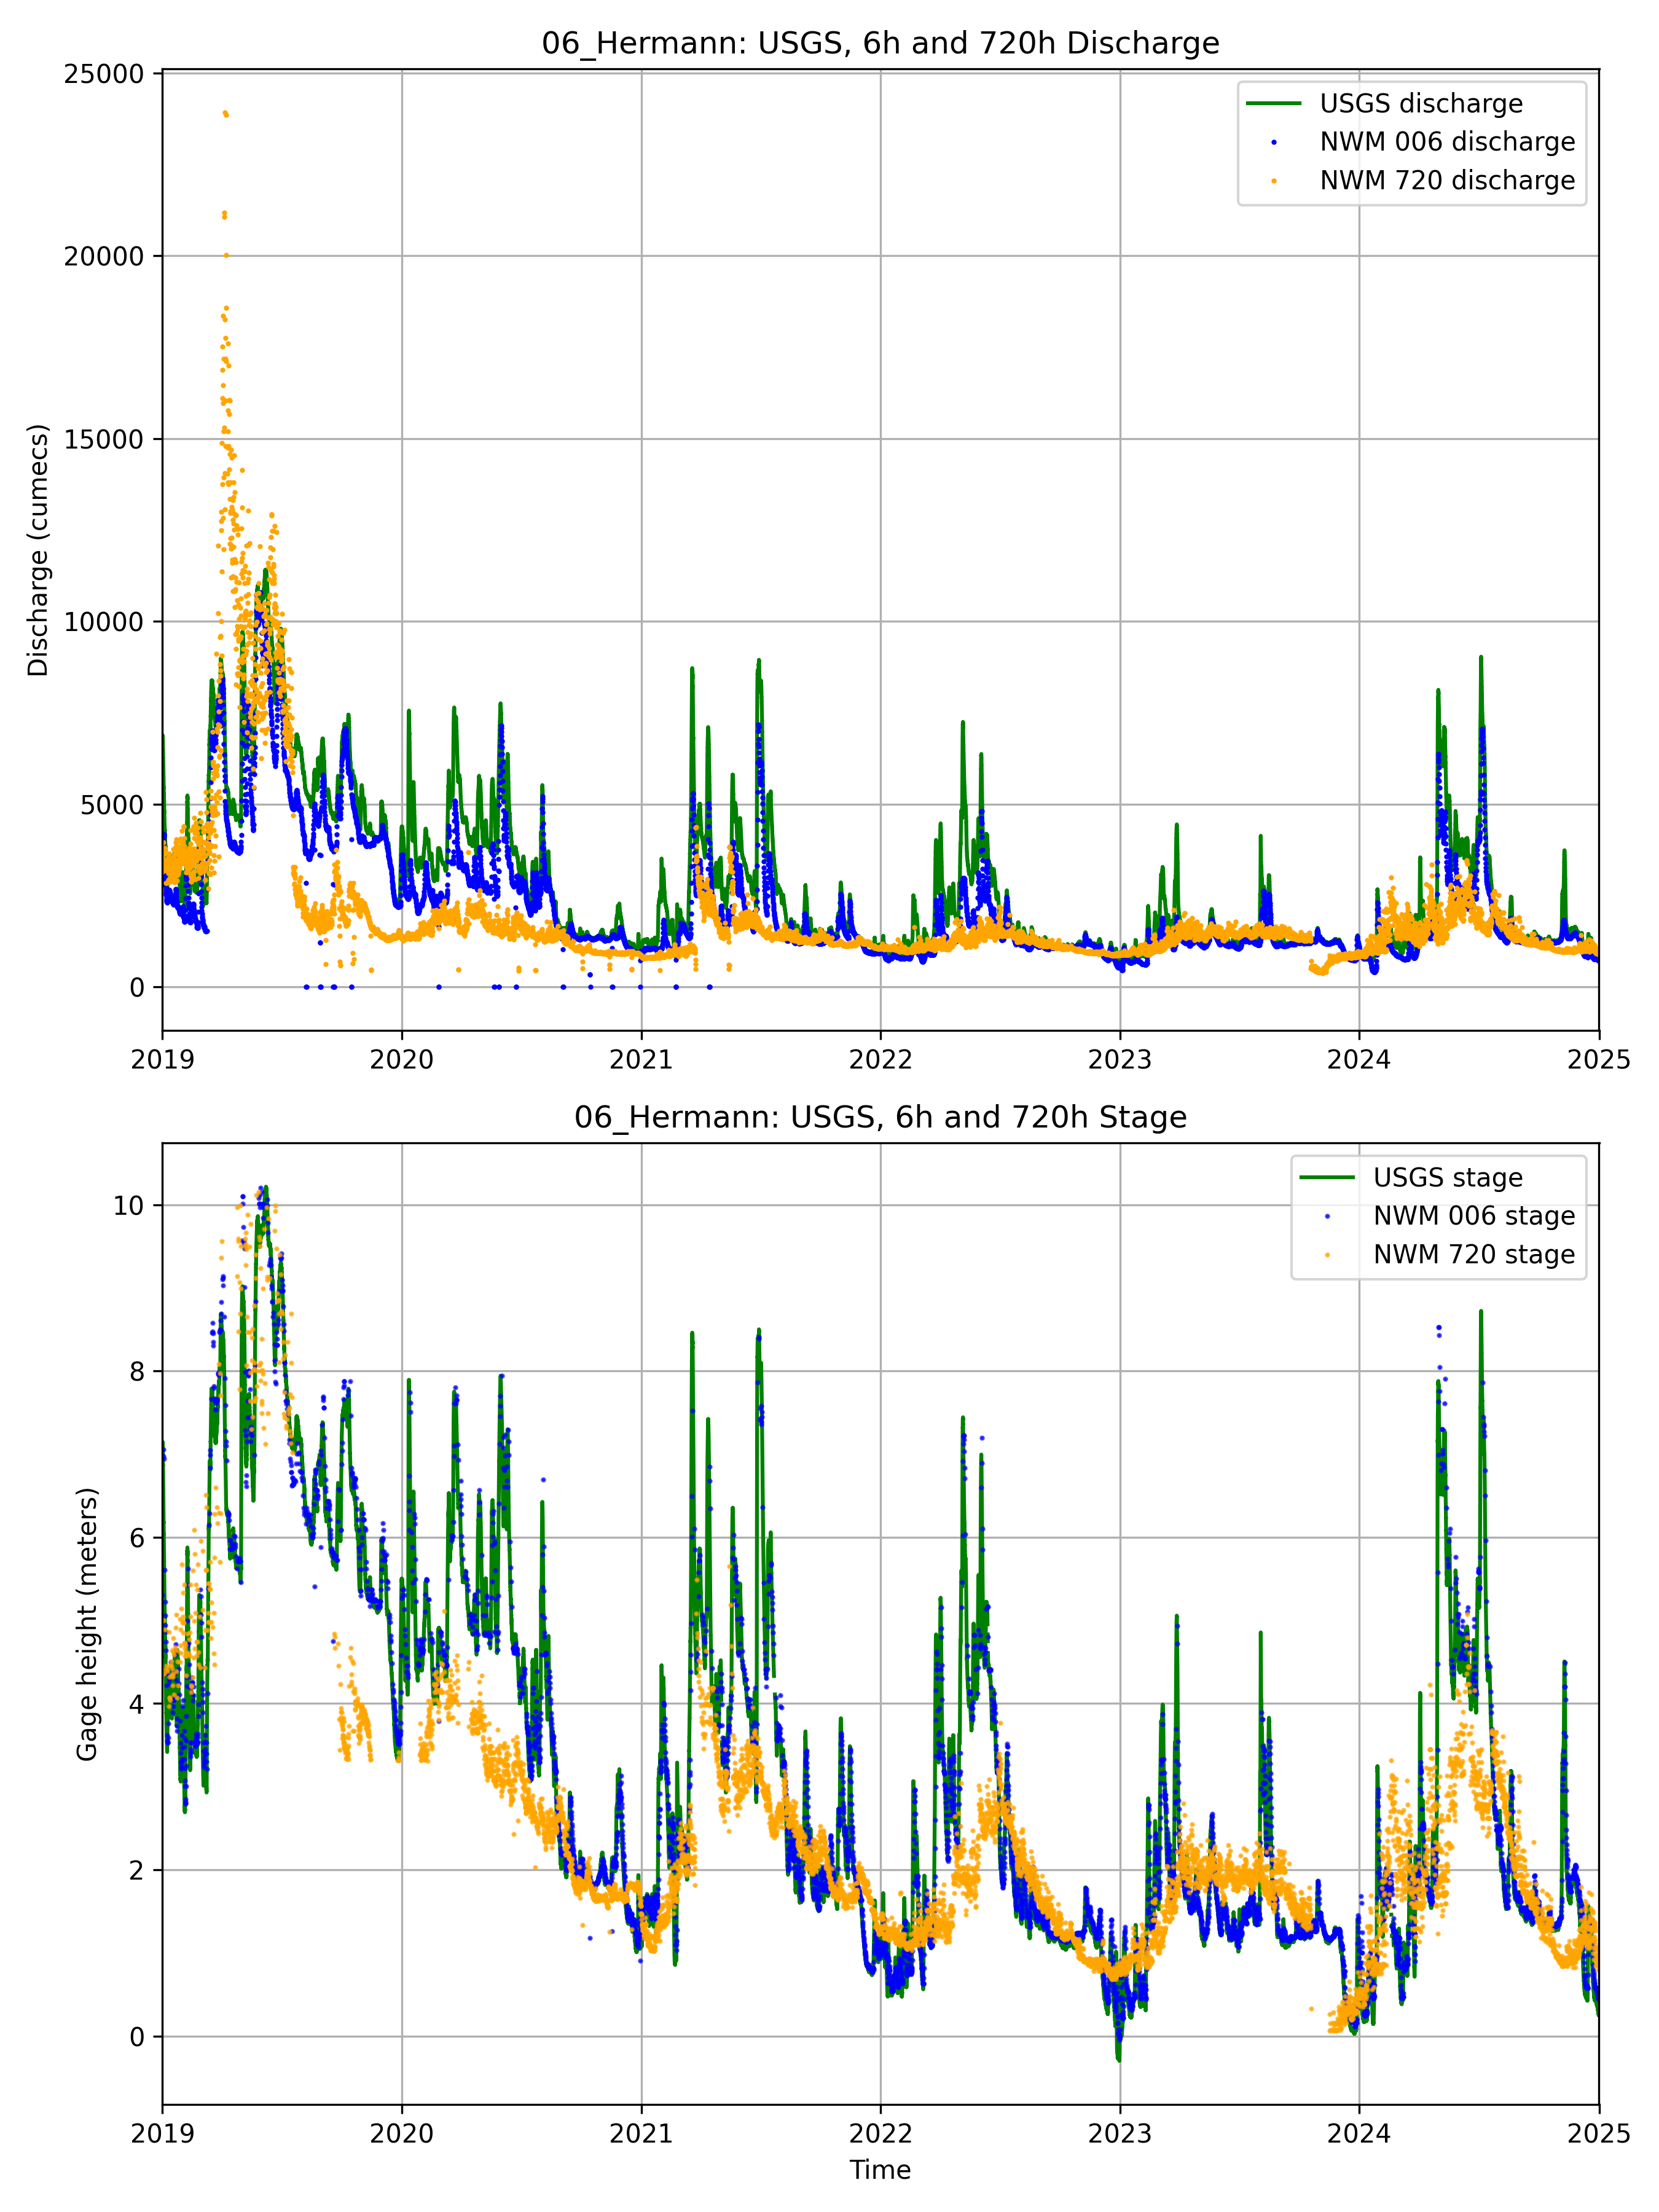 06_Hermann: USGS, 6h and 720h Discharge
25000
20000
15000
10000
5000
0
Discharge (cumecs)
USGS discharge
NWM 006 discharge
NWM 720 discharge
2019 2020 2021 2022 2023 2024 2025
06_Hermann: USGS, 6h and 720h Stage
10
8
6
4
2
0
Gage height (meters)
USGS stage
NWM 006 stage
NWM 720 stage
2019 2020 2021 2022 2023 2024 2025
Time